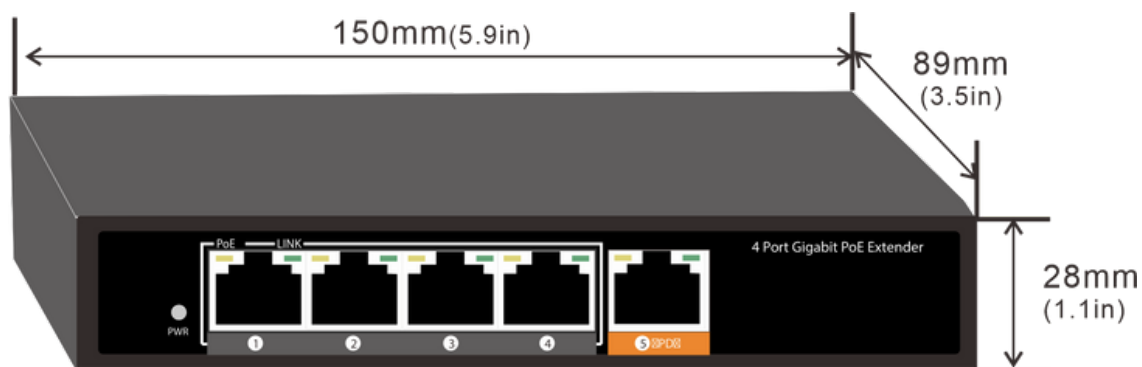 150mm(5.9in)
89mm
(3.5in)
PoE LINK
4 Port Gigabit PoE Extender
28mm
(1.1in)
PWR
1 2 3 4 5 PD